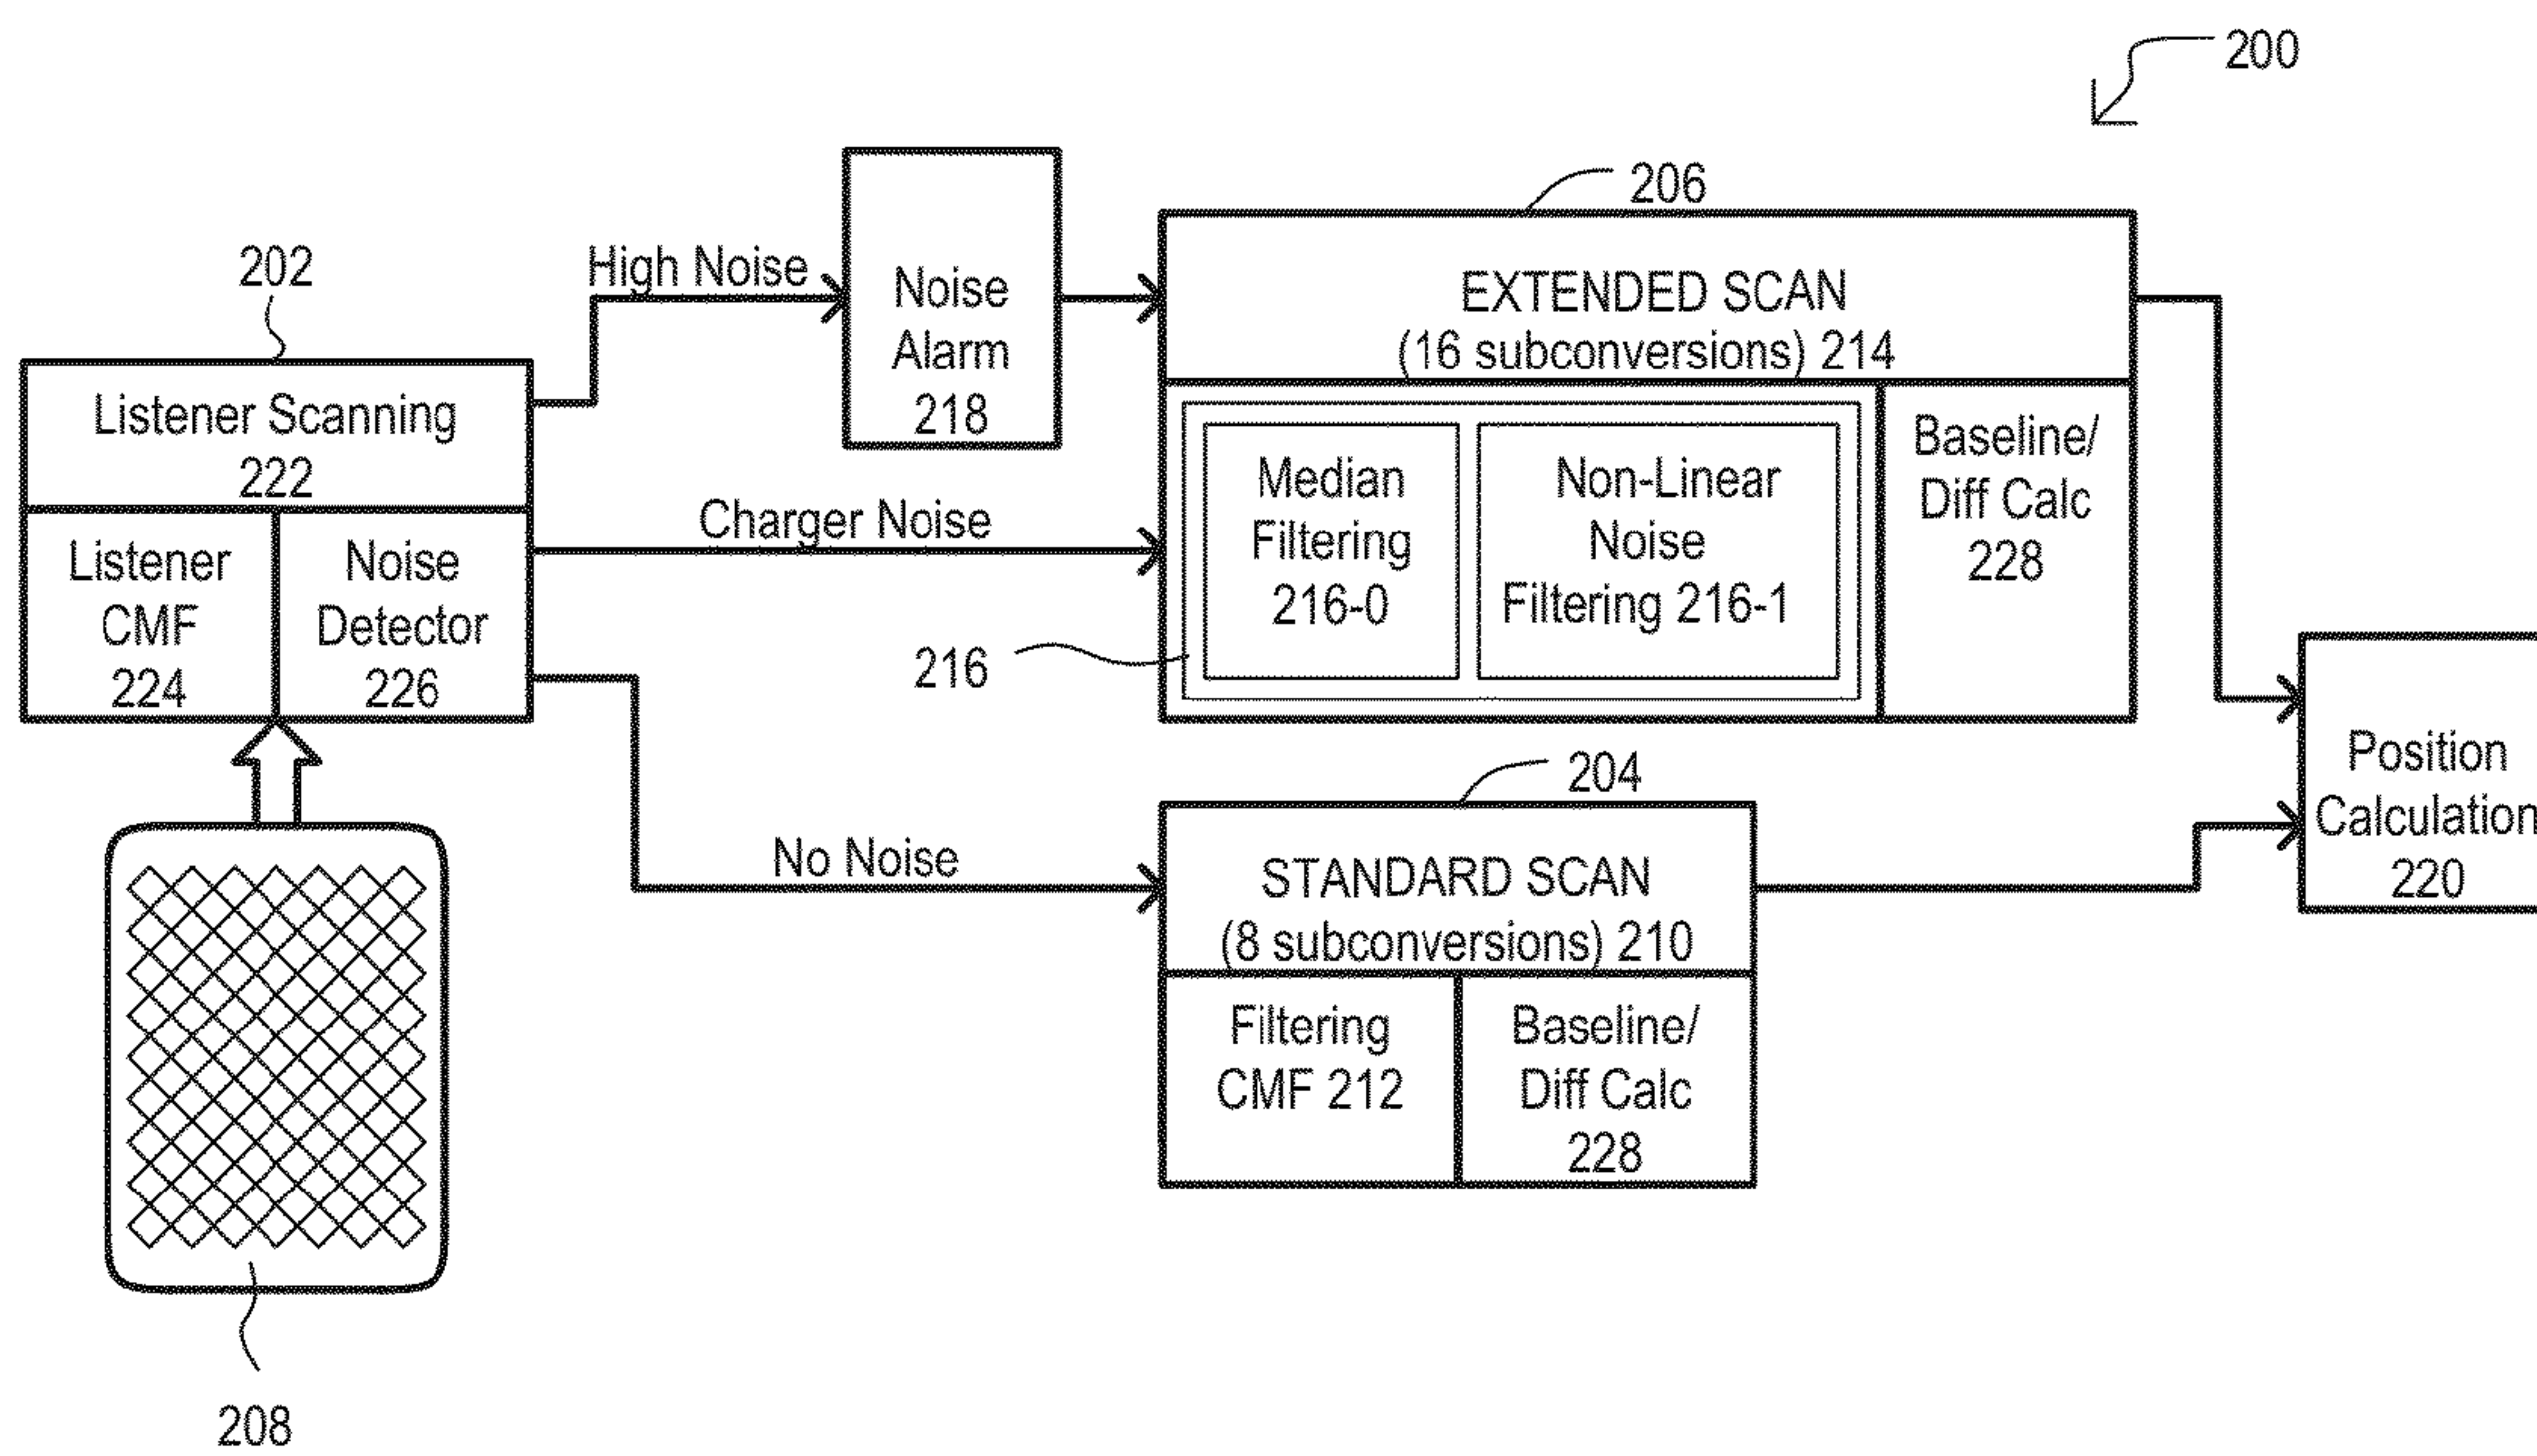 200
202
Listener Scanning
222
Listener
CMF
224
Noise
Detector
226
208
High Noise
Charger Noise
No Noise
Noise
Alarm
218
206
EXTENDED SCAN
(16 subconversions) 214
216
Median
Filtering
216-0
Non-Linear
Noise
Filtering 216-1
Baseline/
Diff Calc
228
204
STANDARD SCAN
(8 subconversions) 210
Filtering
CMF 212
Baseline/
Diff Calc
228
Position
Calculation
220